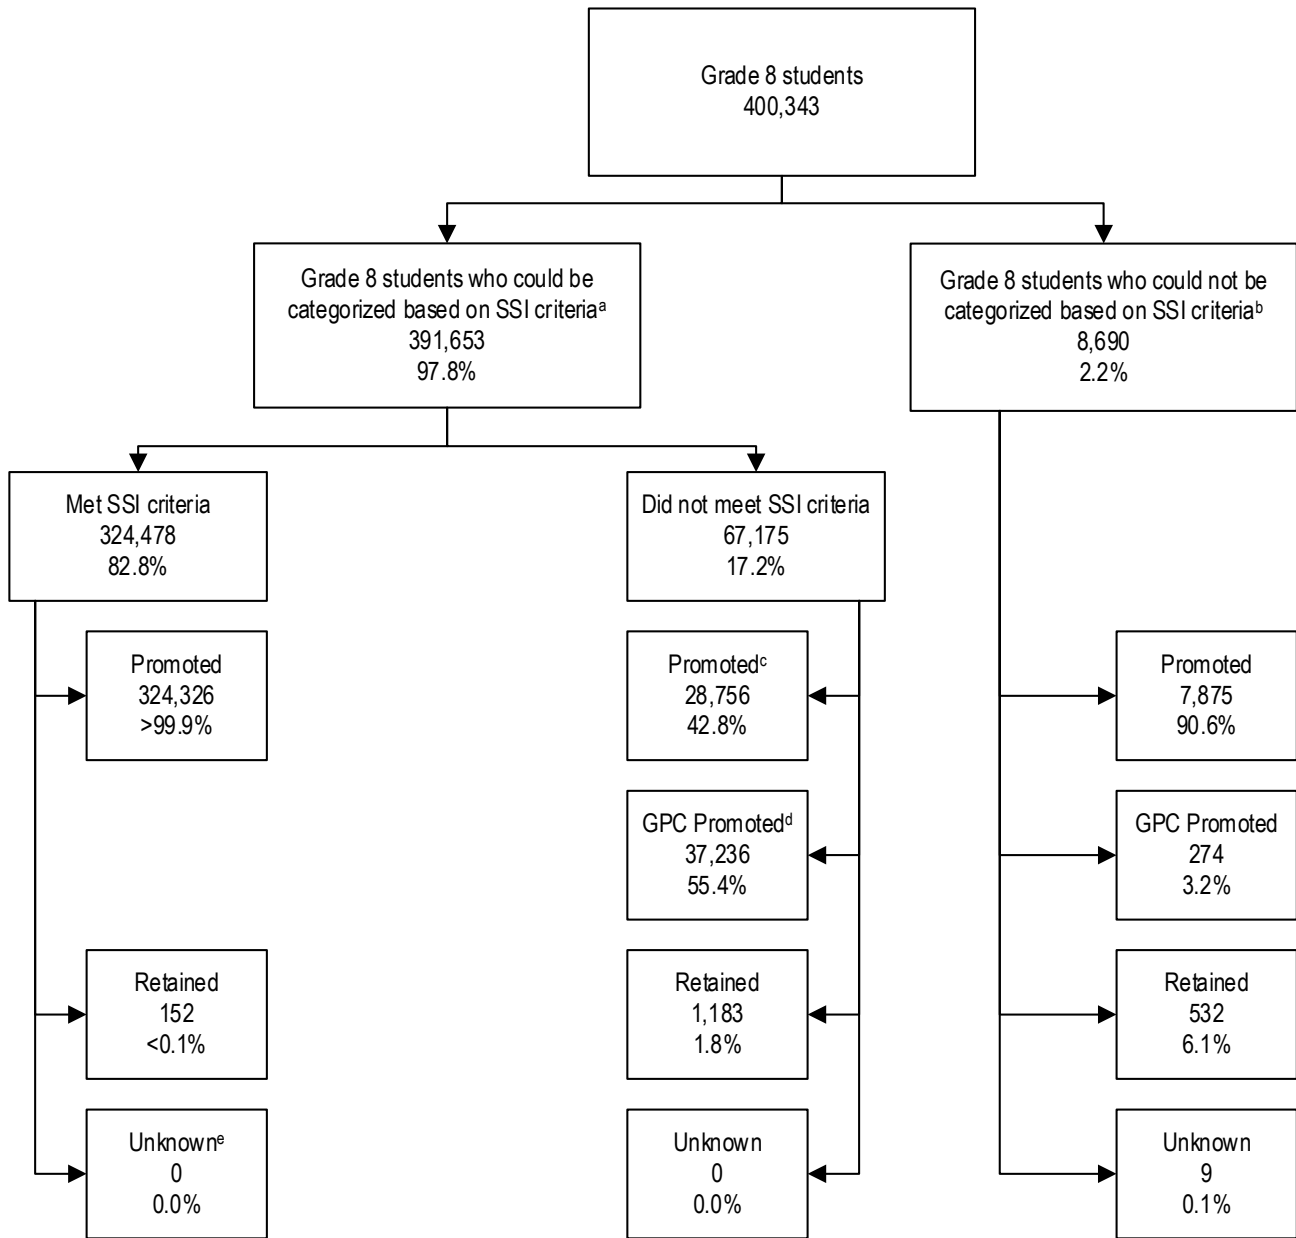 Grade 8 students
400,343
Grade 8 students who could be
categorized based on SSI criteriaᵃ
391,653
97.8%
Grade 8 students who could not be
categorized based on SSI criteriaᵇ
8,690
2.2%
Met SSI criteria
324,478
82.8%
Did not meet SSI criteria
67,175
17.2%
Promoted
324,326
>99.9%
Promotedᶜ
28,756
42.8%
Promoted
7,875
90.6%
GPC Promotedᵈ
37,236
55.4%
GPC Promoted
274
3.2%
Retained
152
<0.1%
Retained
1,183
1.8%
Retained
532
6.1%
Unknownᵉ
0
0.0%
Unknown
0
0.0%
Unknown
9
0.1%